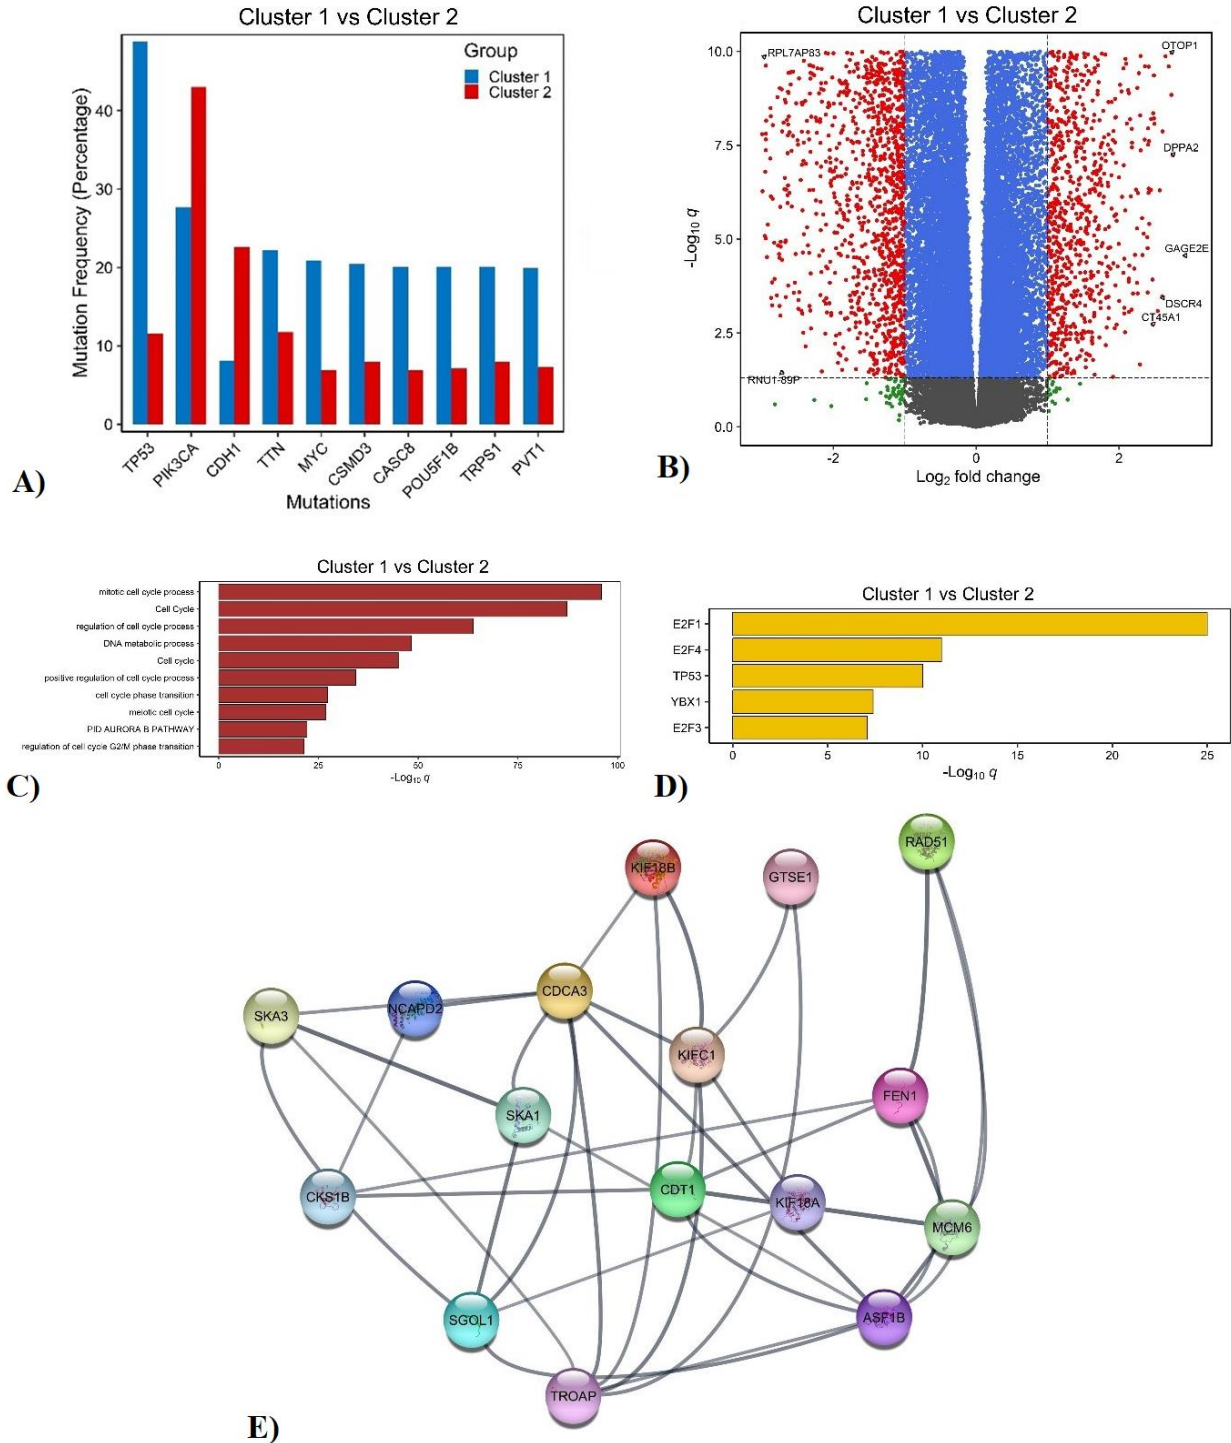 Cluster 1 vs Cluster 2
Mutation Frequency (Percentage)
40
30
20
10
0
Group
Cluster 1
Cluster 2
TP53
PIK3CA
CDH1
TTN
MYC
CSMD3
CASC8
POU5F1B
TRPS1
PVT1
Mutations
A)
Cluster 1 vs Cluster 2
-Log10 q
10.0
7.5
5.0
2.5
0.0
RPL7AP83
OTOP1
DPPA2
GAGE2E
DSCR4
CT45A1
RNU1-89P
-2
0
2
Log2 fold change
B)
Cluster 1 vs Cluster 2
mitotic cell cycle process
Cell Cycle
regulation of cell cycle process
DNA metabolic process
Cell cycle
positive regulation of cell cycle process
cell cycle phase transition
meiotic cell cycle
PID AURORA B PATHWAY
regulation of cell cycle G2/M phase transition
0
25
50
75
100
-Log10 q
C)
Cluster 1 vs Cluster 2
E2F1
E2F4
TP53
YBX1
E2F3
0
5
10
15
20
25
-Log10 q
D)
RAD51
KIF18B
GTSE1
CDCA3
NCAPD2
SKA3
KIFC1
FEN1
SKA1
CDT1
CKS1B
KIF18A
MCM6
SGOL1
ASF1B
TROAP
E)